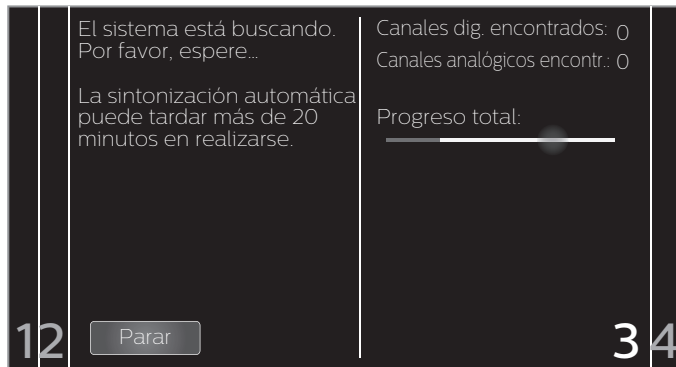 El sistema está buscando.
Por favor, espere...
La sintonización automática
puede tardar más de 20
minutos en realizarse.
Parar
Canales dig. encontrados: 0
Canales analógicos encontr.: 0
Progreso total:
1 2 3 4